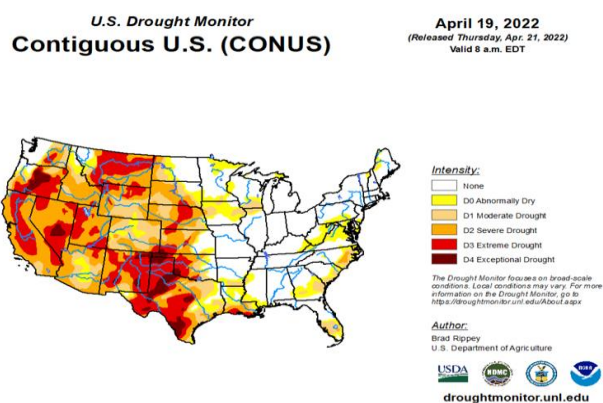 U.S. Drought Monitor
Contiguous U.S. (CONUS)
April 19, 2022
(Released Thursday, Apr. 21, 2022)
Valid 8 a.m. EDT
Intensity:
None
D0 Abnormally Dry
D1 Moderate Drought
D2 Severe Drought
D3 Extreme Drought
D4 Exceptional Drought
The Drought Monitor focuses on broad-scale
conditions. Local conditions may vary. For more
information on the Drought Monitor, go to
https://droughtmonitor.unl.edu/About.aspx
Author:
Brad Rippey
U.S. Department of Agriculture
USDA
NDMC
droughtmonitor.unl.edu